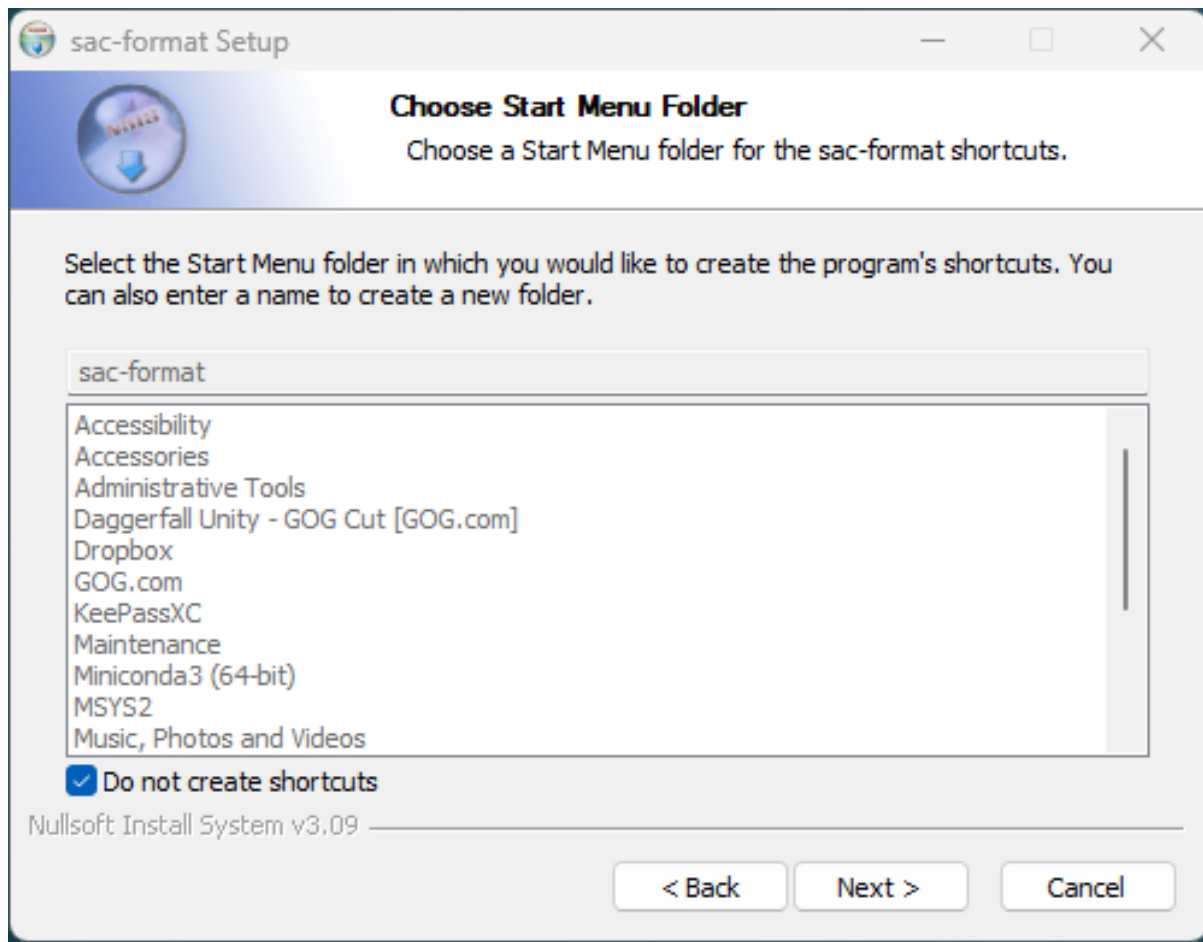 sac-format Setup
Choose Start Menu Folder
Choose a Start Menu folder for the sac-format shortcuts.
Select the Start Menu folder in which you would like to create the program's shortcuts. You
can also enter a name to create a new folder.
sac-format
Accessibility
Accessories
Administrative Tools
Daggerfall Unity - GOG Cut [GOG.com]
Dropbox
GOG.com
KeePassXC
Maintenance
Miniconda3 (64-bit)
MSYS2
Music, Photos and Videos
Do not create shortcuts
Nullsoft Install System v3.09
< Back
Next >
Cancel